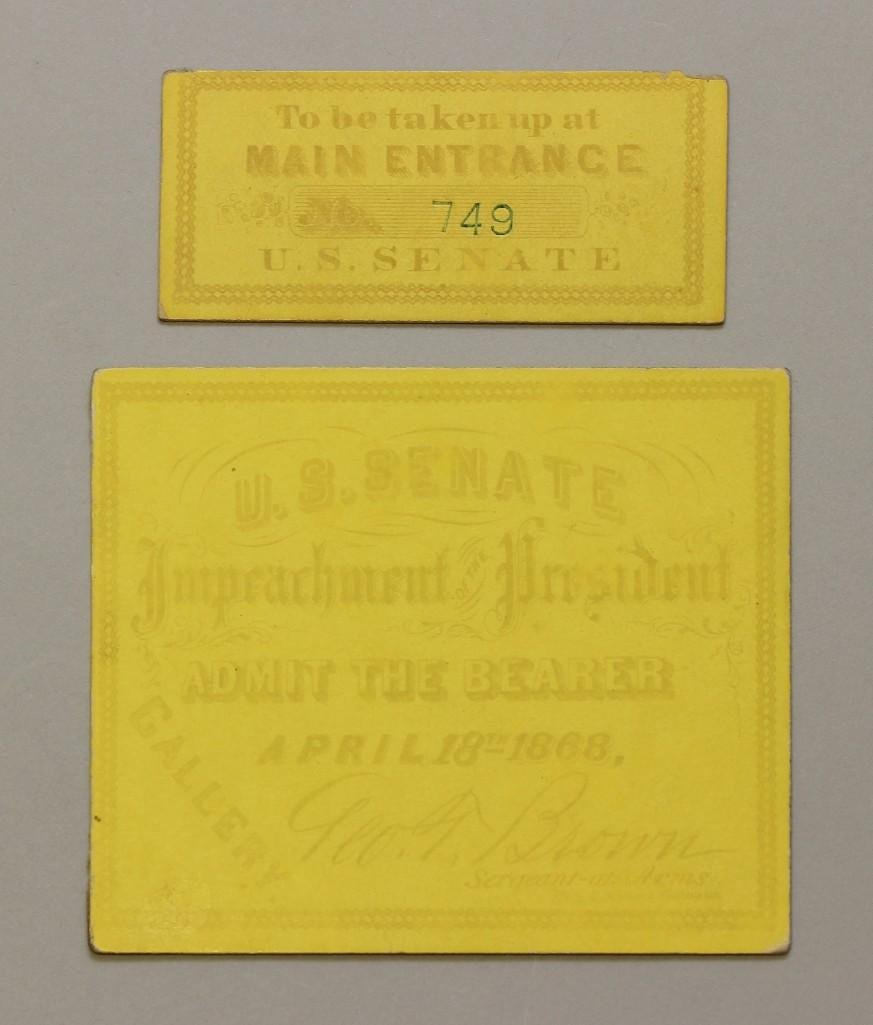 To be taken up at
MAIN ENTRANCE
No. 749
U.S. SENATE
U.S. SENATE
Impeachment OF THE President
ADMIT THE BEARER
APRIL 18TH 1868,
GALLERY
Geo. T. Brown
Sergeant-at-Arms